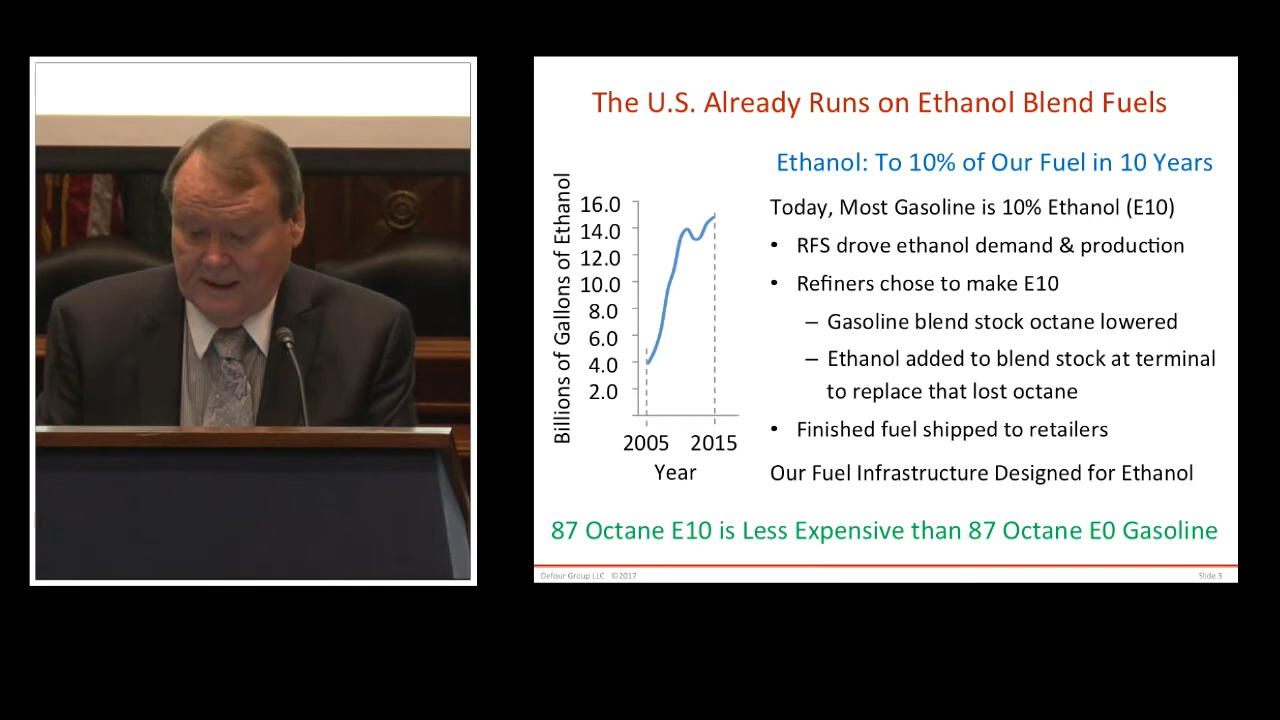 The U.S. Already Runs on Ethanol Blend Fuels
Ethanol: To 10% of Our Fuel in 10 Years
Billions of Gallons of Ethanol
16.0
14.0
12.0
10.0
8.0
6.0
4.0
2.0
2005 2015
Year
Today, Most Gasoline is 10% Ethanol (E10)
• RFS drove ethanol demand & production
• Refiners chose to make E10
– Gasoline blend stock octane lowered
– Ethanol added to blend stock at terminal
to replace that lost octane
• Finished fuel shipped to retailers
Our Fuel Infrastructure Designed for Ethanol
87 Octane E10 is Less Expensive than 87 Octane E0 Gasoline
Defour Group LLC ©2017
Slide 3